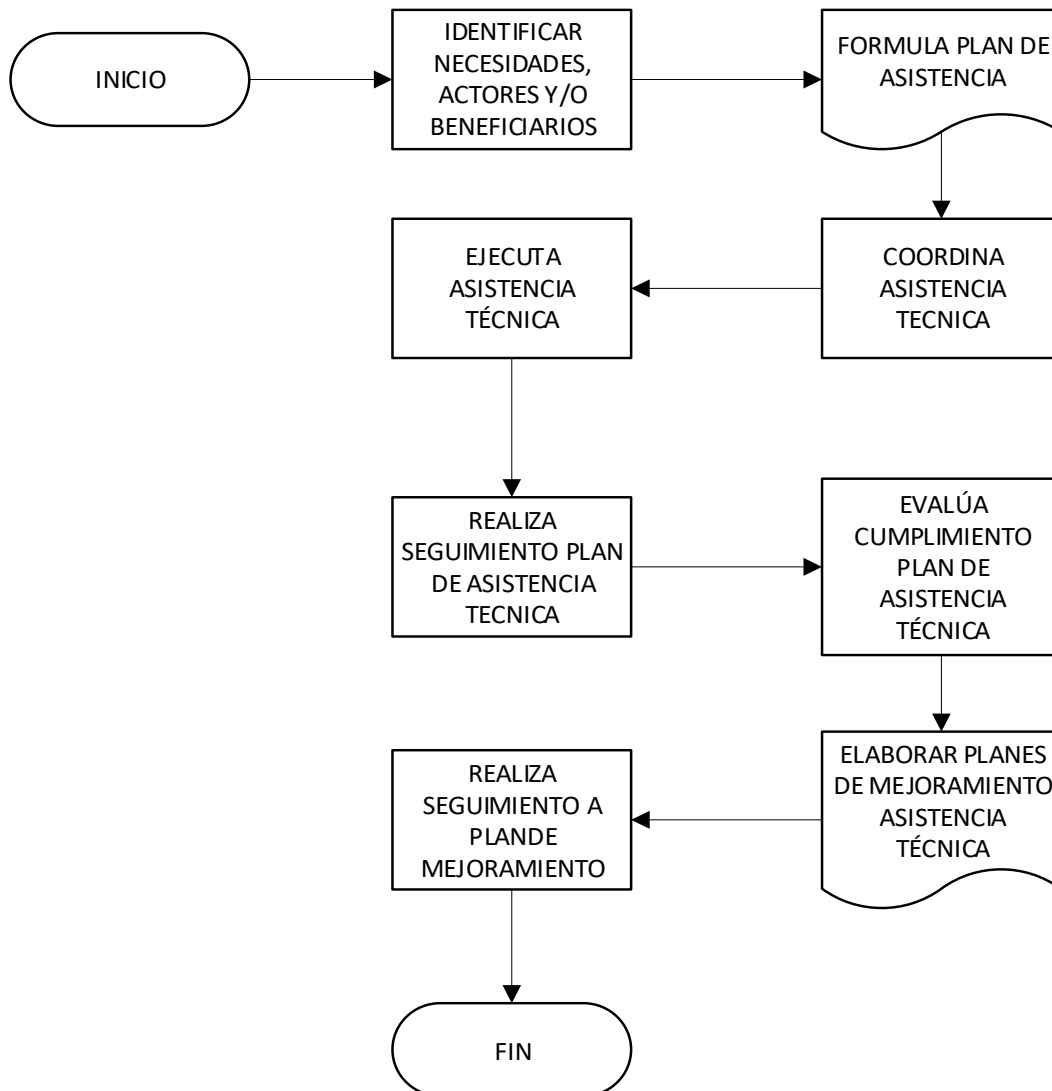 INICIO
IDENTIFICAR
NECESIDADES,
ACTORES Y/O
BENEFICIARIOS
FORMULA PLAN DE
ASISTENCIA
COORDINA
ASISTENCIA
TECNICA
EJECUTA
ASISTENCIA
TÉCNICA
REALIZA
SEGUIMIENTO PLAN
DE ASISTENCIA
TECNICA
EVALÚA
CUMPLIMIENTO
PLAN DE
ASISTENCIA
TÉCNICA
ELABORAR PLANES
DE MEJORAMIENTO
ASISTENCIA
TÉCNICA
REALIZA
SEGUIMIENTO A
PLANDE
MEJORAMIENTO
FIN